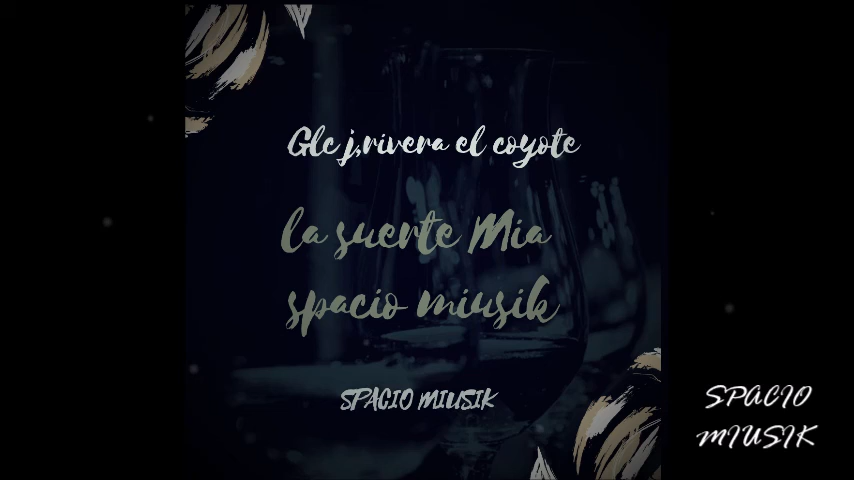 Glc j,rivera el coyote
la suerte Mia
spacio miusik
SPACIO MIUSIK
SPACIO
MIUSIK